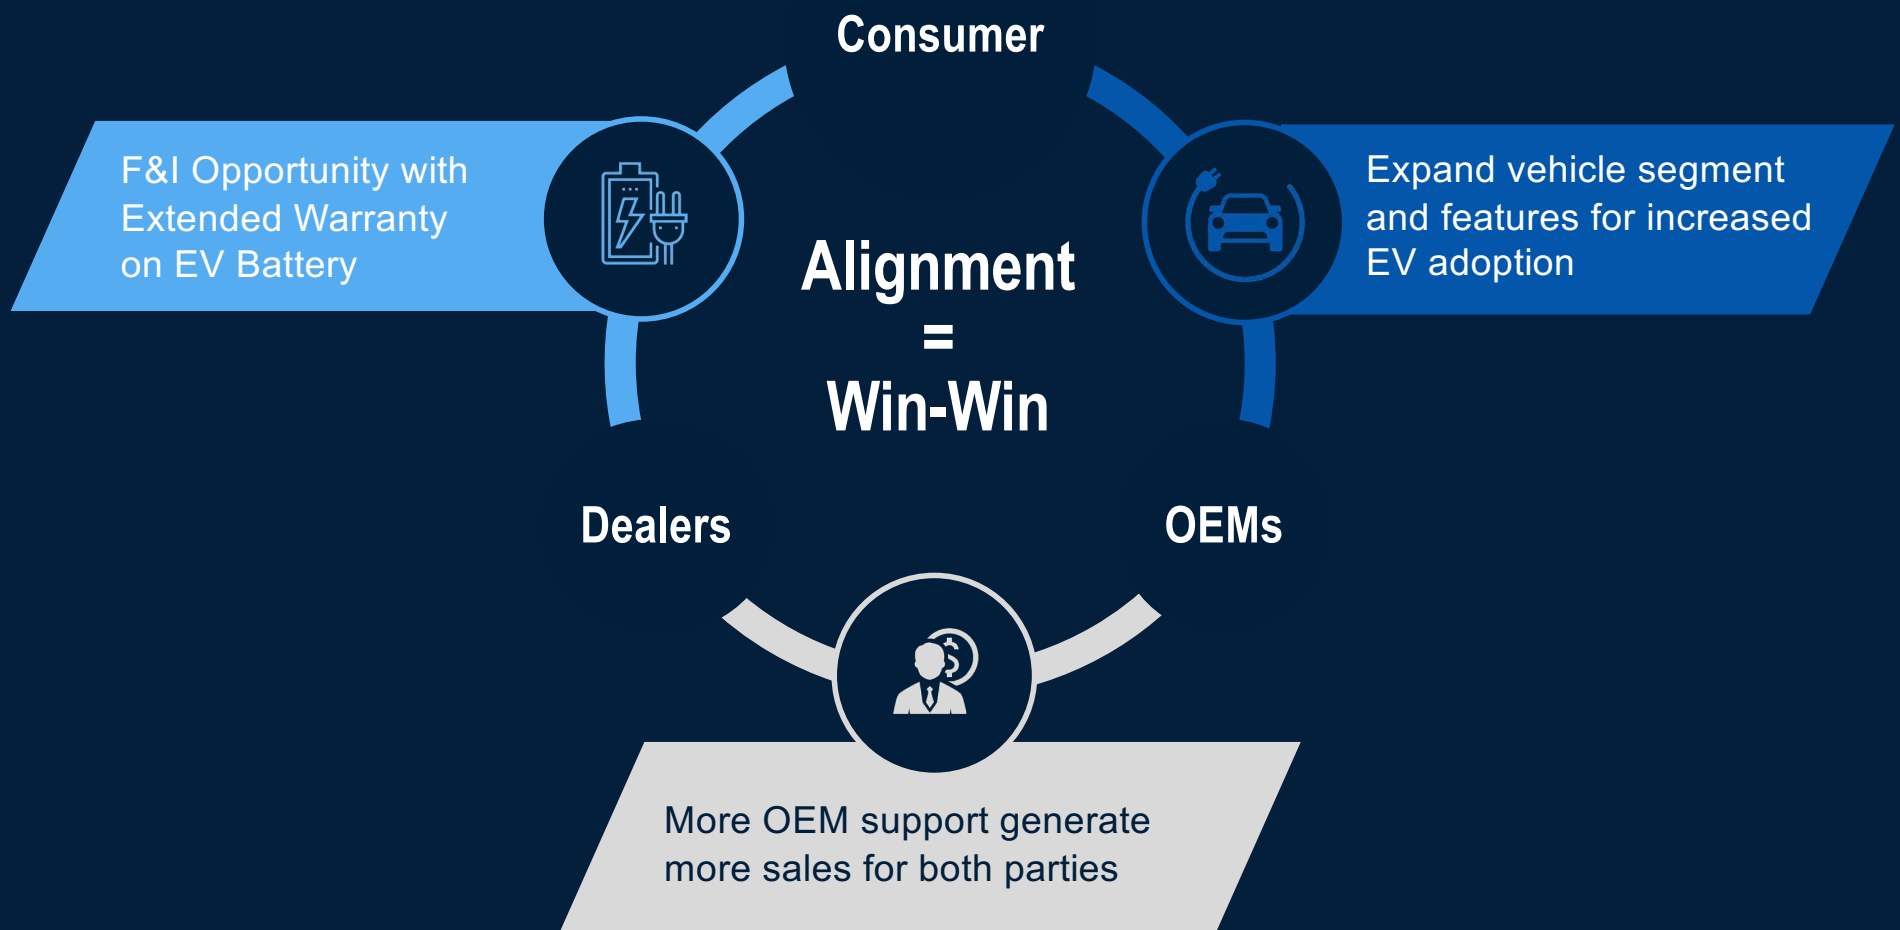 Consumer
F&I Opportunity with
Extended Warranty
on EV Battery
Expand vehicle segment
and features for increased
EV adoption
Alignment
=
Win-Win
Dealers
OEMs
$
More OEM support generate
more sales for both parties